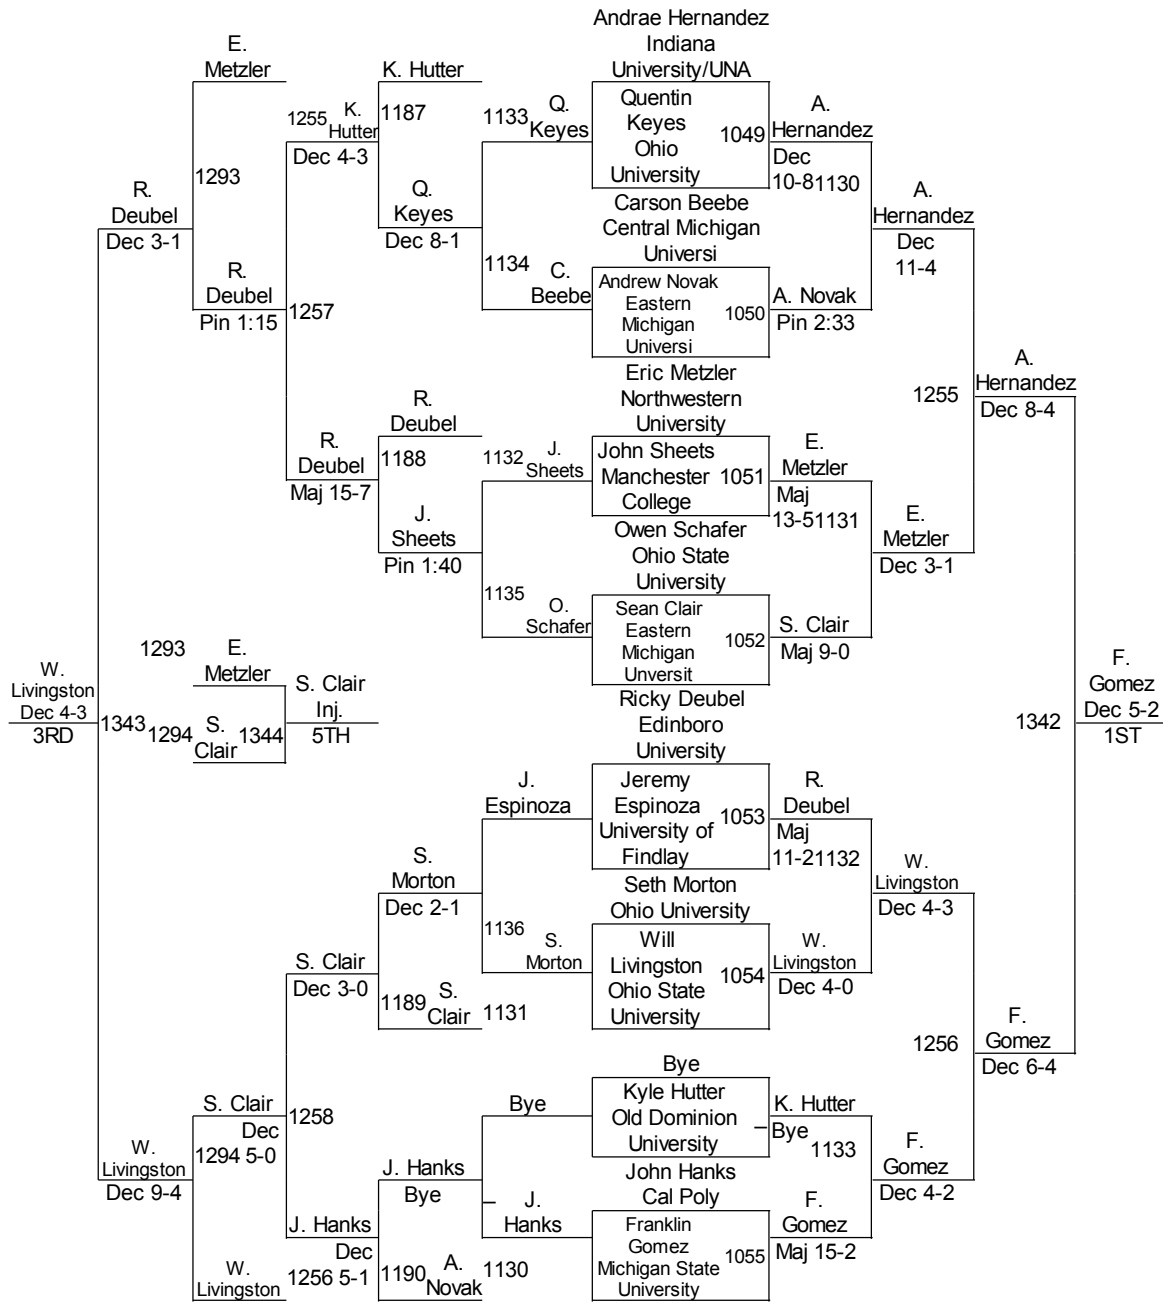 Andrae Hernandez
Indiana
University/UNA
E.
Metzler
K. Hutter
1255 K.
Hutter
1187
1133 Q.
Keyes
Quentin
Keyes
Ohio
University
1049
A.
Hernandez
Dec 4-3
Dec
10-81130
1293
R.
Deubel
Dec 3-1
Q.
Keyes
Dec 8-1
Carson Beebe
Central Michigan
Universi
A.
Hernandez
Dec
11-4
1134
C.
Beebe
R.
Deubel
Pin 1:15
1257
Andrew Novak
Eastern
Michigan
Universi
1050
A. Novak
Pin 2:33
Eric Metzler
Northwestern
University
1255
A.
Hernandez
Dec 8-4
R.
Deubel
R.
Deubel
Maj 15-7
1188
1132 J.
Sheets
John Sheets
Manchester
College
1051
E.
Metzler
Maj
13-51131
J.
Sheets
Pin 1:40
Owen Schafer
Ohio State
University
E.
Metzler
Dec 3-1
1135
O.
Schafer
Sean Clair
Eastern
Michigan
Unversit
1052
S. Clair
Maj 9-0
1293
E.
Metzler
W.
Livingston
Dec 4-3
3RD
1343
1294 S.
Clair
1344
S. Clair
Inj.
5TH
Ricky Deubel
Edinboro
University
1342
F.
Gomez
Dec 5-2
1ST
J.
Espinoza
Jeremy
Espinoza
University of
Findlay
1053
R.
Deubel
Maj
11-21132
S.
Morton
Dec 2-1
Seth Morton
Ohio University
W.
Livingston
Dec 4-3
1136
S.
Morton
Will
Livingston
Ohio State
University
1054
W.
Livingston
Dec 4-0
S. Clair
Dec 3-0
1189 S.
Clair
1131
1256
F.
Gomez
Dec 6-4
Bye
Bye
Kyle Hutter
Old Dominion
University
–
K. Hutter
Bye
1133
S. Clair
Dec
1294 5-0
1258
W.
Livingston
Dec 9-4
J. Hanks
Bye
John Hanks
Cal Poly
F.
Gomez
Dec 4-2
– J.
Hanks
Franklin
Gomez
Michigan State
University
1055
F.
Gomez
Maj 15-2
J. Hanks
Dec
1256 5-1
W.
Livingston
1190 A.
Novak
1130